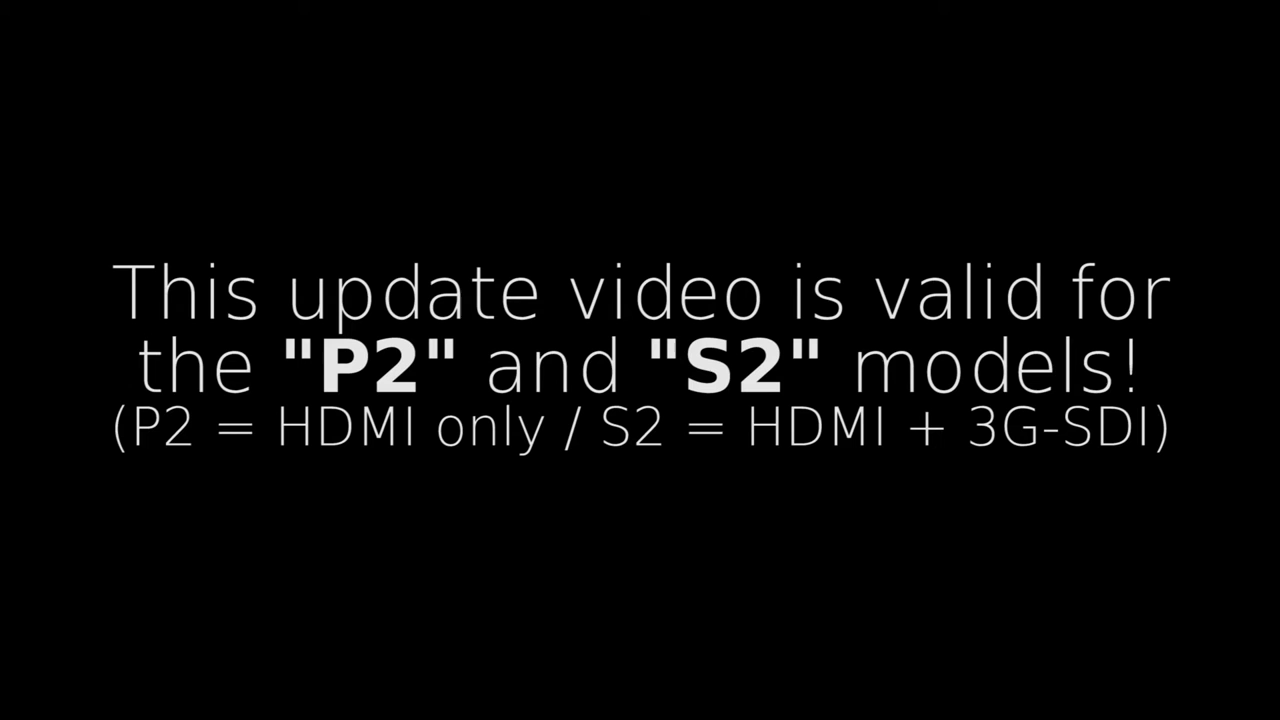 This update video is valid for
the "P2" and "S2" models!
(P2 = HDMI only / S2 = HDMI + 3G-SDI)